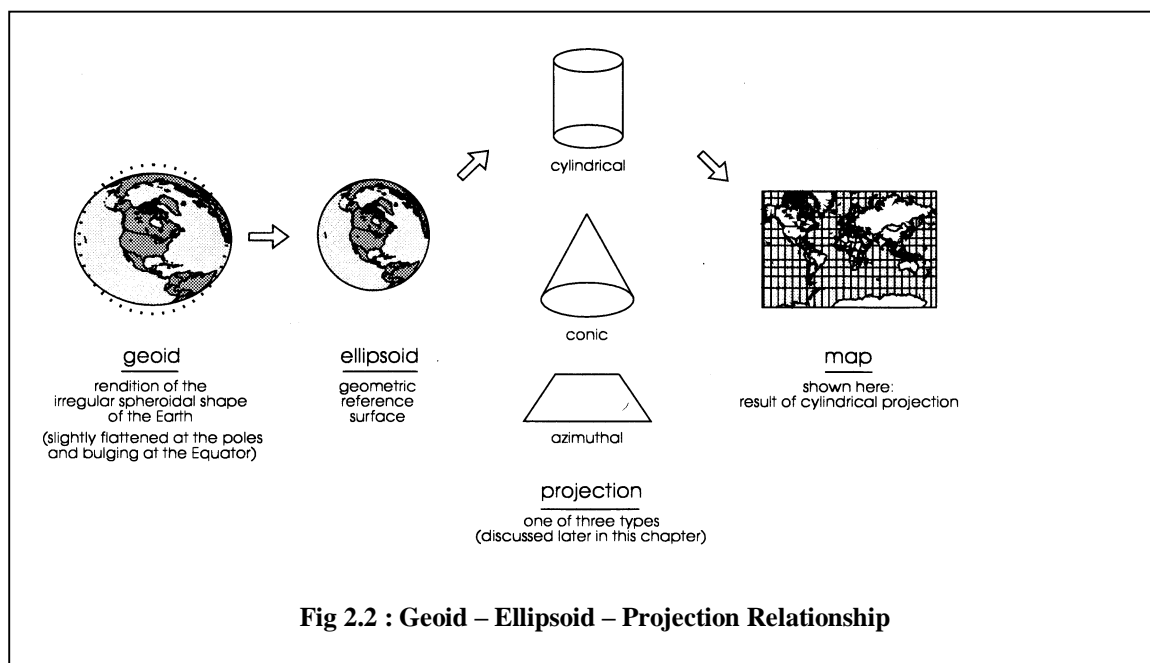 cylindrical
geoid
rendition of the
irregular spheroidal shape
of the Earth
(slightly flattened at the poles
and bulging at the Equator)
ellipsoid
geometric
reference
surface
conic
azimuthal
projection
one of three types
(discussed later in this chapter)
map
shown here:
result of cylindrical projection
Fig 2.2 : Geoid – Ellipsoid – Projection Relationship